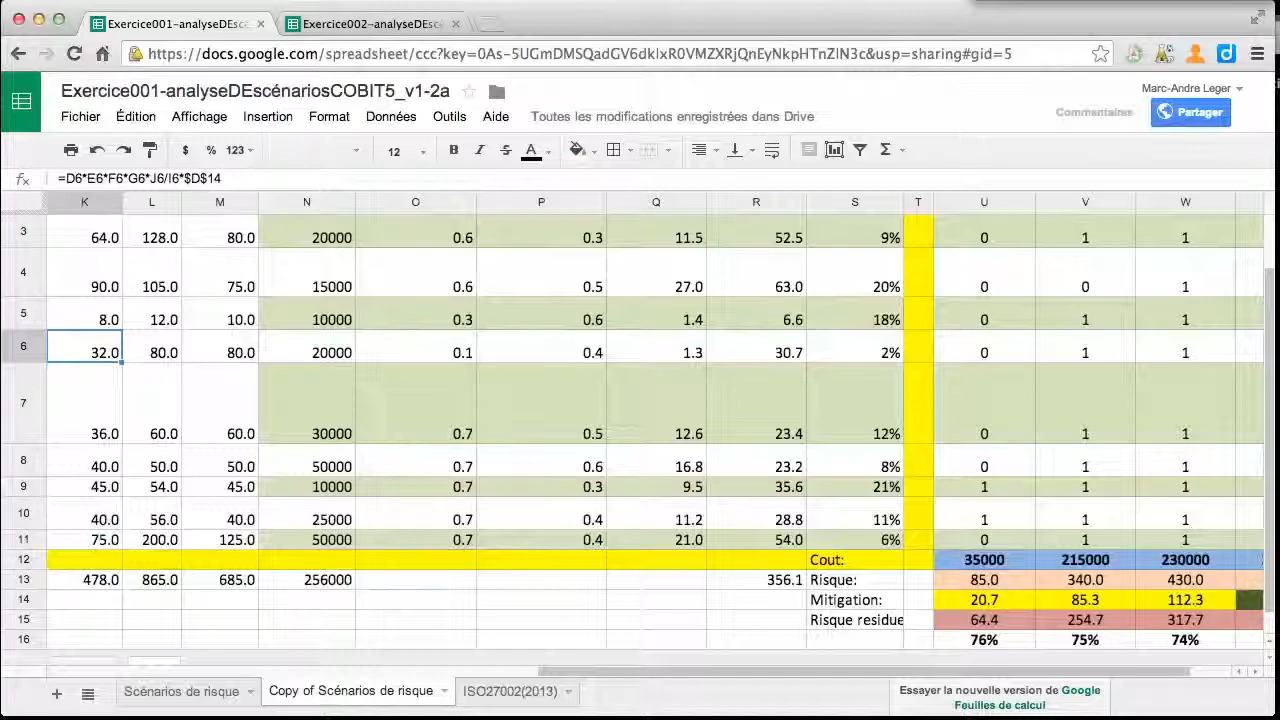 Exercice001-analyseDEscé
Exercice002-analyseDEscé
https://docs.google.com/spreadsheet/ccc?key=0As-5UGmDMSQadGV6dkIxR0VMZXRjQnEyNkpHTnZIN3c&usp=sharing#gid=5
Exercice001-analyseDEscénariosCOBIT5_v1-2a
Marc-Andre Leger
Fichier Édition Affichage Insertion Format Données Outils Aide Toutes les modifications enregistrées dans Drive
Commentaires Partager
$ % 123 12 B I S A Σ
fx =D6*E6*F6*G6*J6/I6*$D$14
K L M N O P Q R S T U V W
3 64.0 128.0 80.0 20000 0.6 0.3 11.5 52.5 9% 0 1 1
4 90.0 105.0 75.0 15000 0.6 0.5 27.0 63.0 20% 0 0 1
5 8.0 12.0 10.0 10000 0.3 0.6 1.4 6.6 18% 0 1 1
6 32.0 80.0 80.0 20000 0.1 0.4 1.3 30.7 2% 0 1 1
7 36.0 60.0 60.0 30000 0.7 0.5 12.6 23.4 12% 0 1 1
8 40.0 50.0 50.0 50000 0.7 0.6 16.8 23.2 8% 0 1 1
9 45.0 54.0 45.0 10000 0.7 0.3 9.5 35.6 21% 1 1 1
10 40.0 56.0 40.0 25000 0.7 0.4 11.2 28.8 11% 1 1 1
11 75.0 200.0 125.0 50000 0.7 0.4 21.0 54.0 6% 0 1 1
12 Cout: 35000 215000 230000
13 478.0 865.0 685.0 256000 356.1 Risque: 85.0 340.0 430.0
14 Mitigation: 20.7 85.3 112.3
15 Risque residue 64.4 254.7 317.7
16 76% 75% 74%
Scénarios de risque Copy of Scénarios de risque ISO27002(2013)
Essayer la nouvelle version de Google
Feuilles de calcul